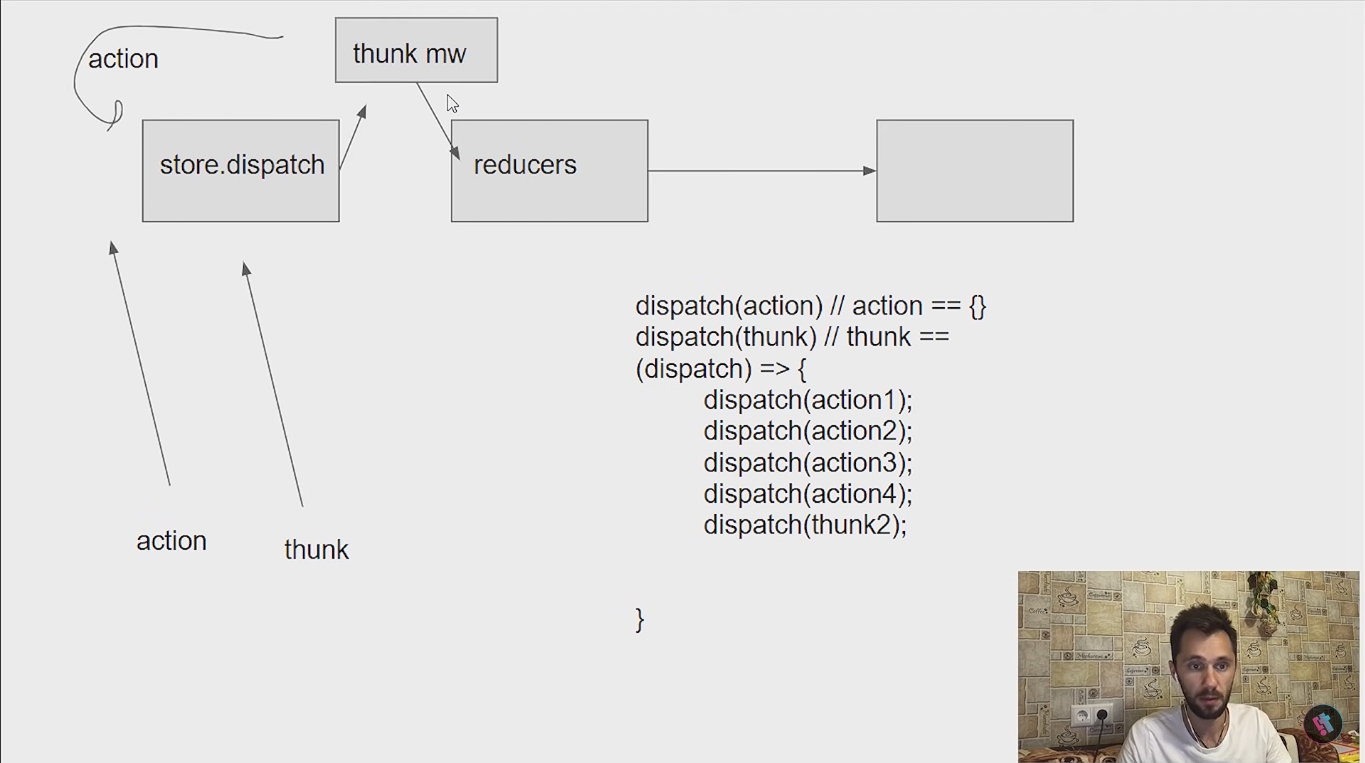 action
thunk mw
store.dispatch
reducers
dispatch(action) // action == {}
dispatch(thunk) // thunk ==
(dispatch) => {
dispatch(action1);
dispatch(action2);
dispatch(action3);
dispatch(action4);
dispatch(thunk2);
}
action
thunk